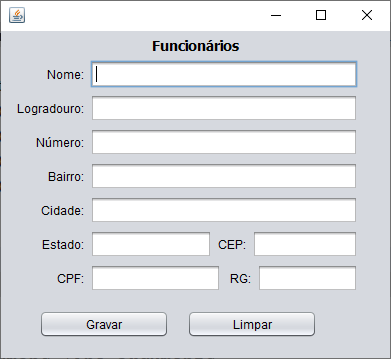 Funcionários
Nome:
Logradouro:
Número:
Bairro:
Cidade:
Estado: CEP:
CPF: RG:
Gravar Limpar